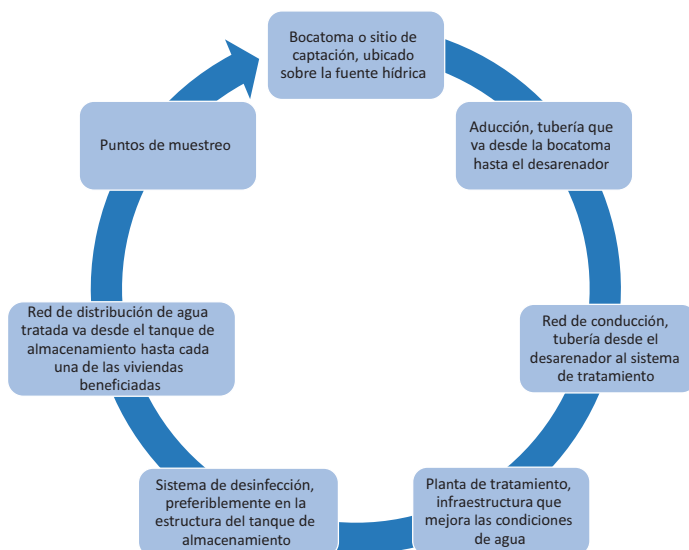 Bocatoma o sitio de
captación, ubicado
sobre la fuente hídrica
Aducción, tubería que
va desde la bocatoma
hasta el desarenador
Red de conducción,
tubería desde el
desarenador al sistema
de tratamiento
Planta de tratamiento,
infraestructura que
mejora las condiciones
de agua
Sistema de desinfección,
preferiblemente en la
estructura del tanque de
almacenamiento
Red de distribución de agua
tratada va desde el tanque de
almacenamiento hasta cada
una de las viviendas
beneficiadas
Puntos de muestreo